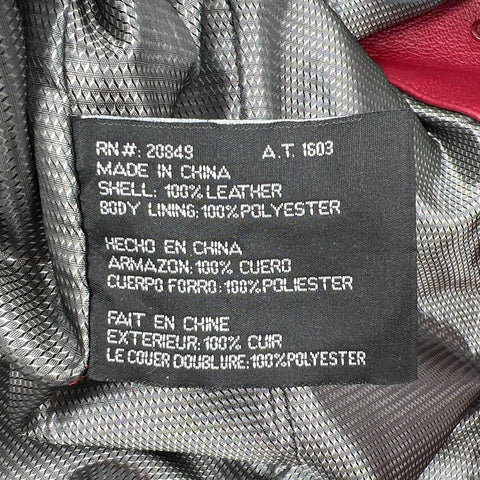 RN#: 20849 A.T. 1603
MADE IN CHINA
SHELL: 100% LEATHER
BODY LINING: 100% POLYESTER
HECHO EN CHINA
ARMAZON: 100% CUERO
CUERPO FORRO: 100% POLIESTER
FAIT EN CHINE
EXTERIEUR: 100% CUIR
LE COUER DOUBLURE: 100% POLYESTER